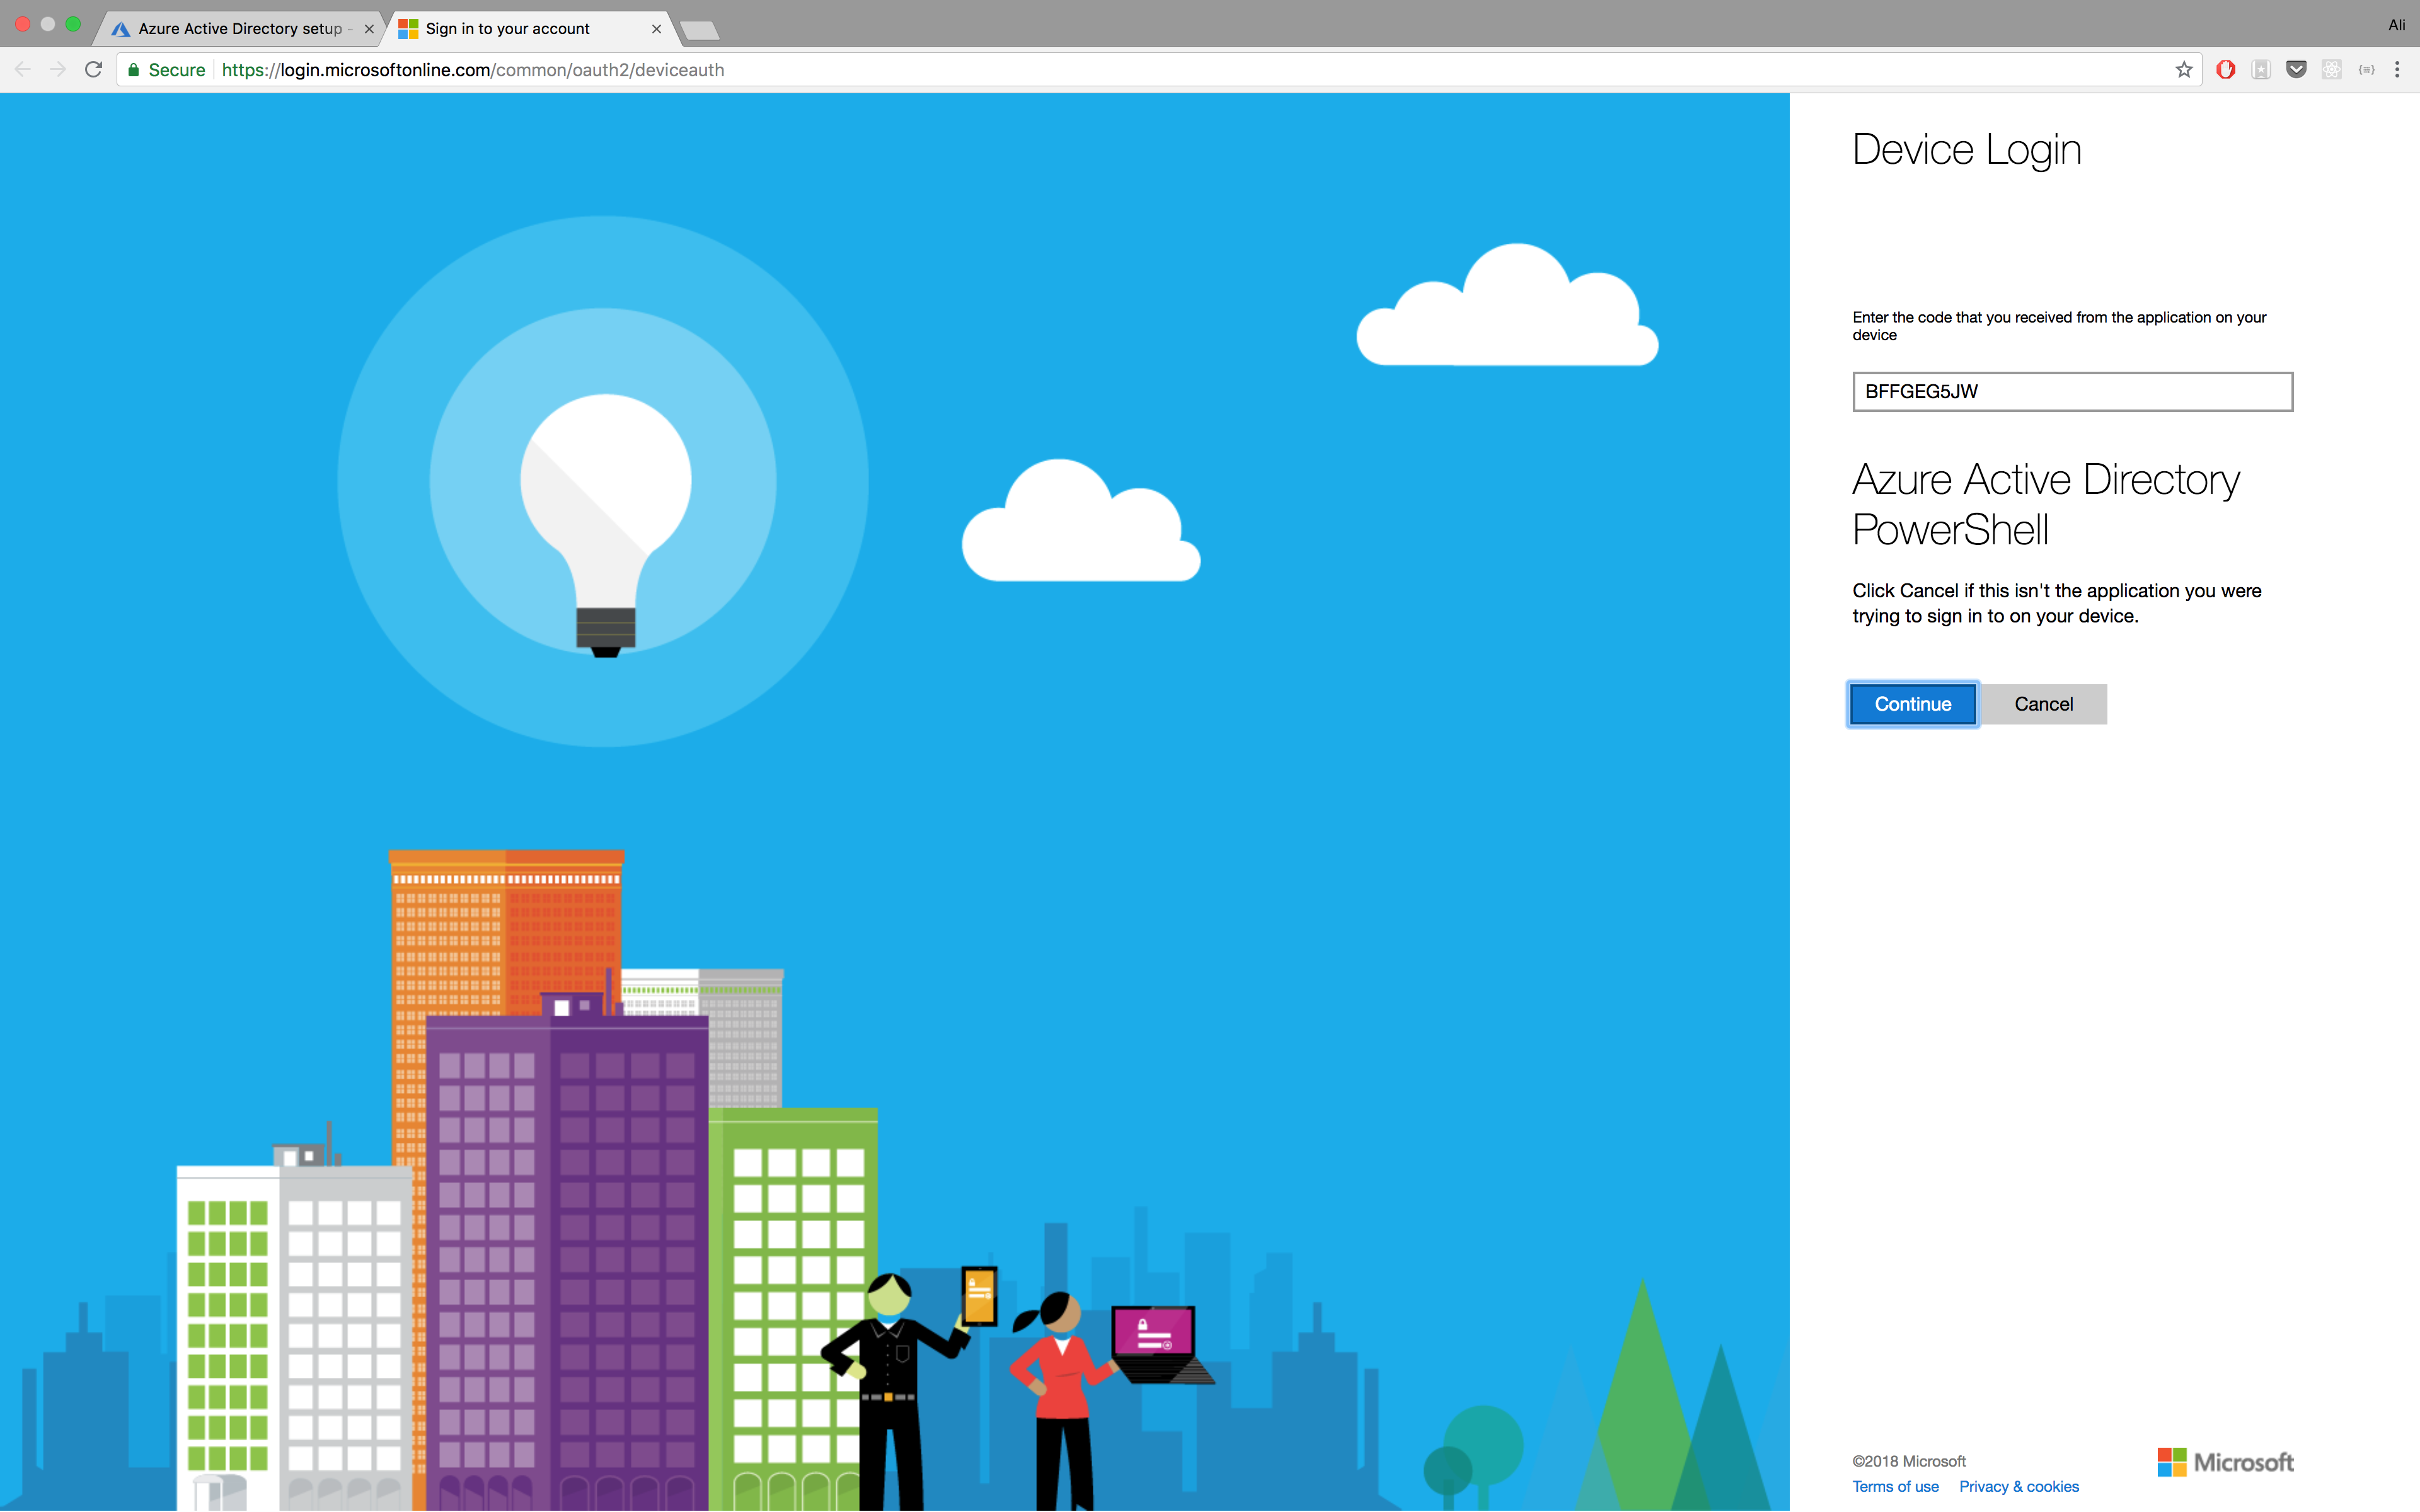 Azure Active Directory setup -
Sign in to your account
Ali
Secure
https://login.microsoftonline.com/common/oauth2/deviceauth
Device Login
Enter the code that you received from the application on your
device
BFFGEG5JW
Azure Active Directory
PowerShell
Click Cancel if this isn't the application you were
trying to sign in to on your device.
Continue
Cancel
©2018 Microsoft
Terms of use
Privacy & cookies
Microsoft